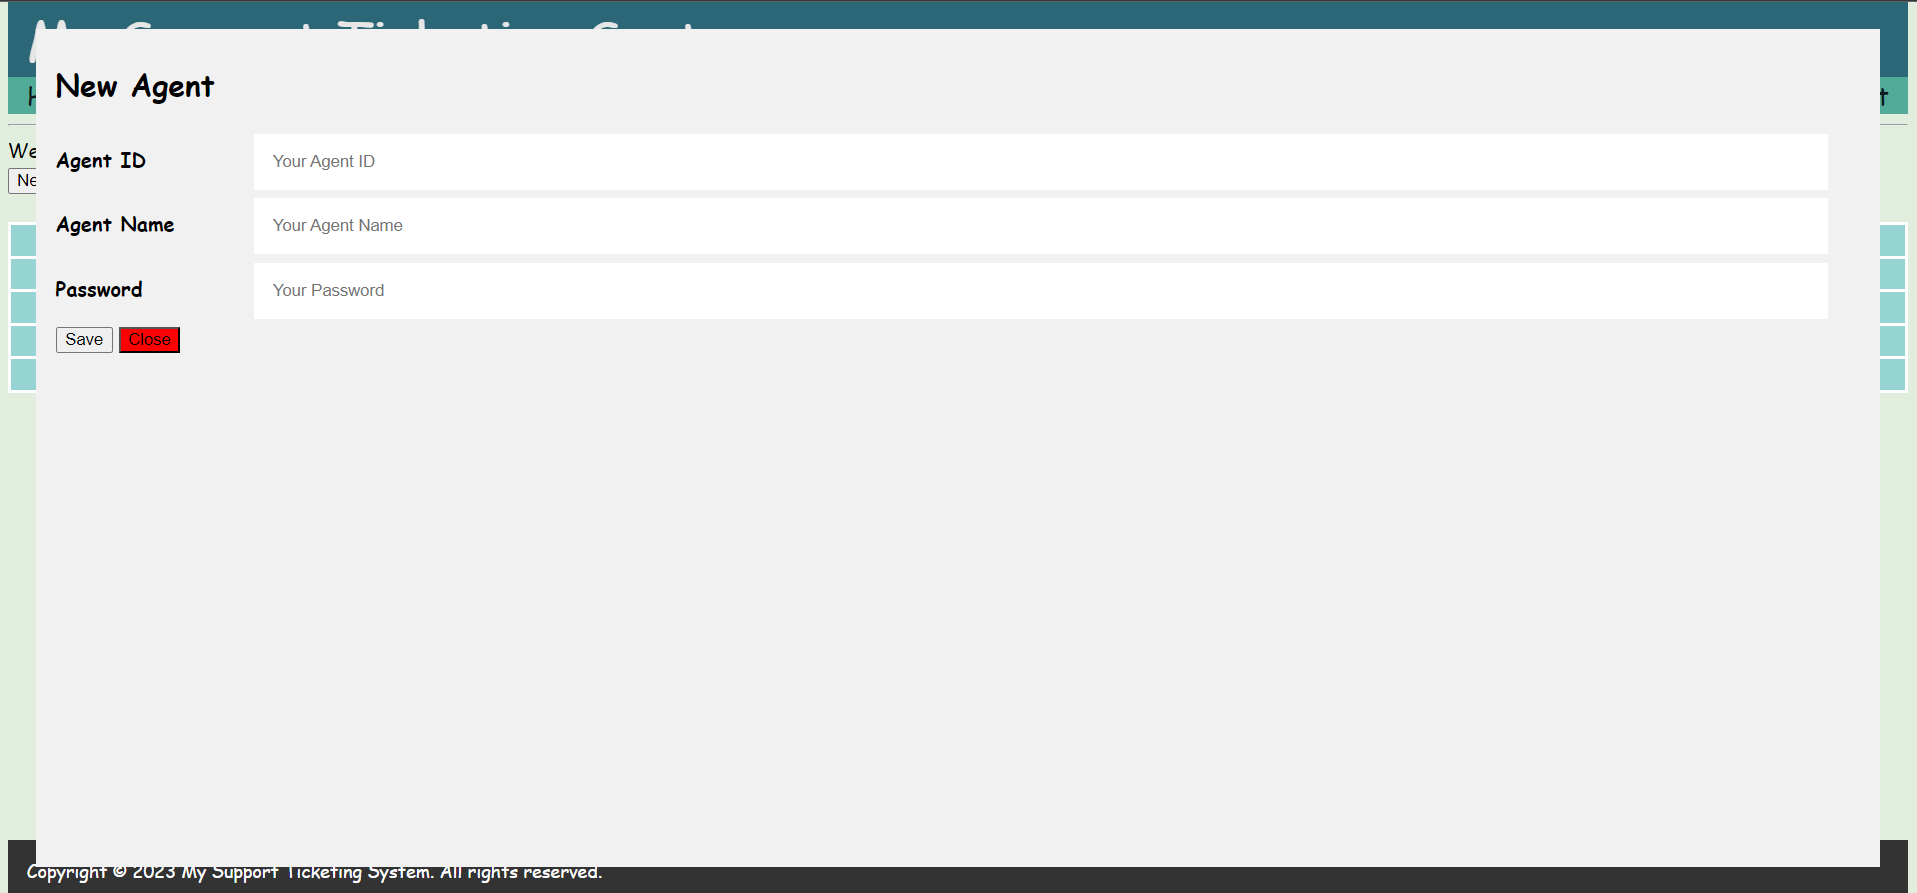 New Agent
Agent ID
Your Agent ID
Agent Name
Your Agent Name
Password
Your Password
Save Close
Copyright © 2023 My Support Ticketing System. All rights reserved.